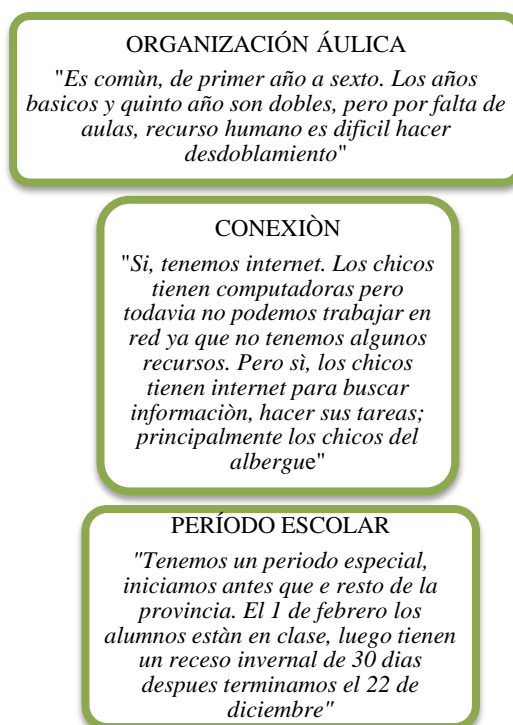 ORGANIZACIÓN ÁULICA
"Es comùn, de primer año a sexto. Los años
basicos y quinto año son dobles, pero por falta de
aulas, recurso humano es dificil hacer
desdoblamiento"
CONEXIÒN
"Si, tenemos internet. Los chicos
tienen computadoras pero
todavia no podemos trabajar en
red ya que no tenemos algunos
recursos. Pero sì, los chicos
tienen internet para buscar
informaciòn, hacer sus tareas;
principalmente los chicos del
albergue"
PERÍODO ESCOLAR
"Tenemos un periodo especial,
iniciamos antes que e resto de la
provincia. El 1 de febrero los
alumnos estàn en clase, luego tienen
un receso invernal de 30 dias
despues terminamos el 22 de
diciembre"